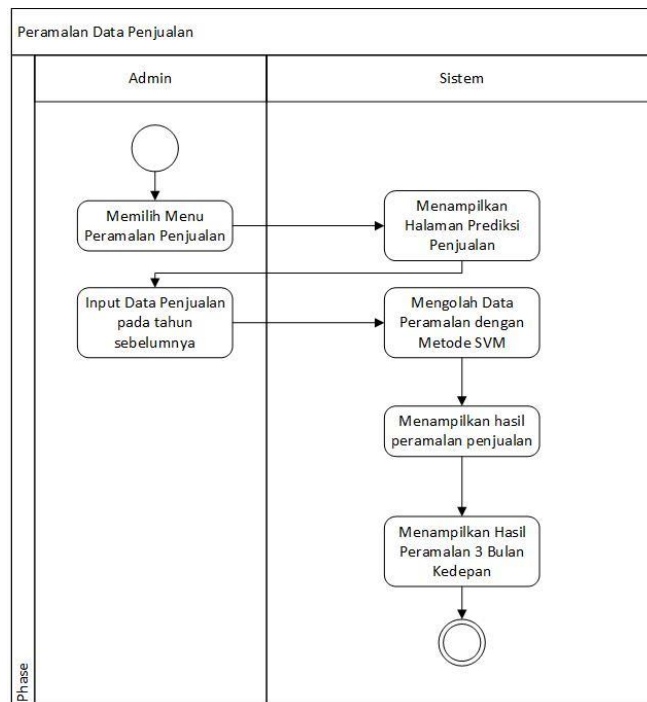 Peramalan Data Penjualan
Admin
Sistem
Memilih Menu
Peramalan Penjualan
Menampilkan
Halaman Prediksi
Penjualan
Input Data Penjualan
pada tahun
sebelumnya
Mengolah Data
Peramalan dengan
Metode SVM
Menampilkan hasil
peramalan penjualan
Menampilkan Hasil
Peramalan 3 Bulan
Kedepan
Phase